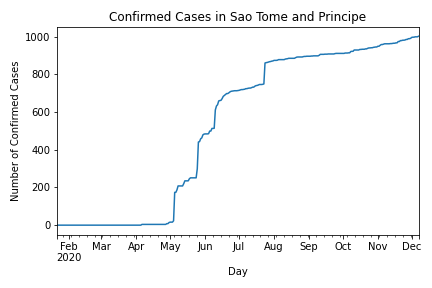 Confirmed Cases in Sao Tome and Principe
Number of Confirmed Cases
1000
800
600
400
200
0
Feb Mar Apr May Jun Jul Aug Sep Oct Nov Dec
2020
Day